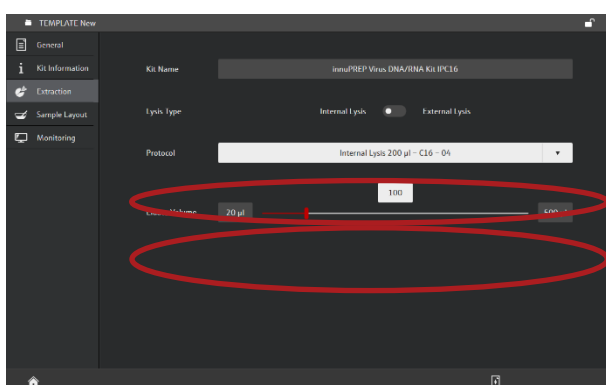 TEMPLATE New
General
Kit Information
Extraction
Sample Layout
Monitoring
Kit Name innuPREP Virus DNA/RNA Kit IPC16
Lysis Type Internal Lysis External Lysis
Protocol Internal Lysis 200 µl – C16 – 04
100
Volume 20 µl